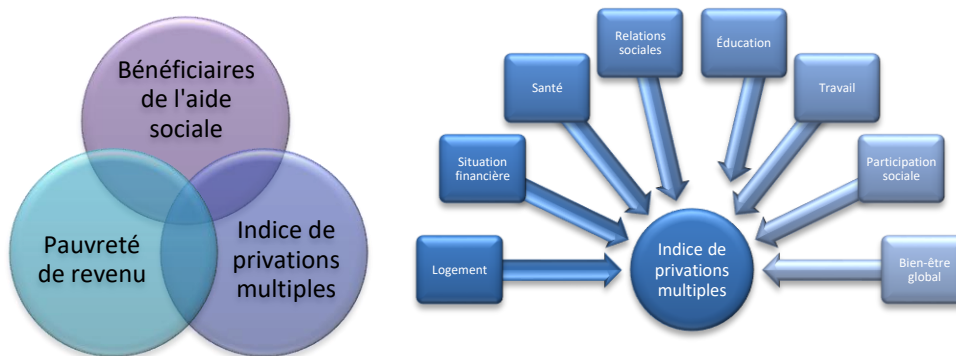 Bénéficiaires
de l'aide
sociale
Pauvreté
de revenu
Indice de
privations
multiples
Logement
Situation
financière
Santé
Relations
sociales
Éducation
Travail
Participation
sociale
Bien-être
global
Indice de
privations
multiples